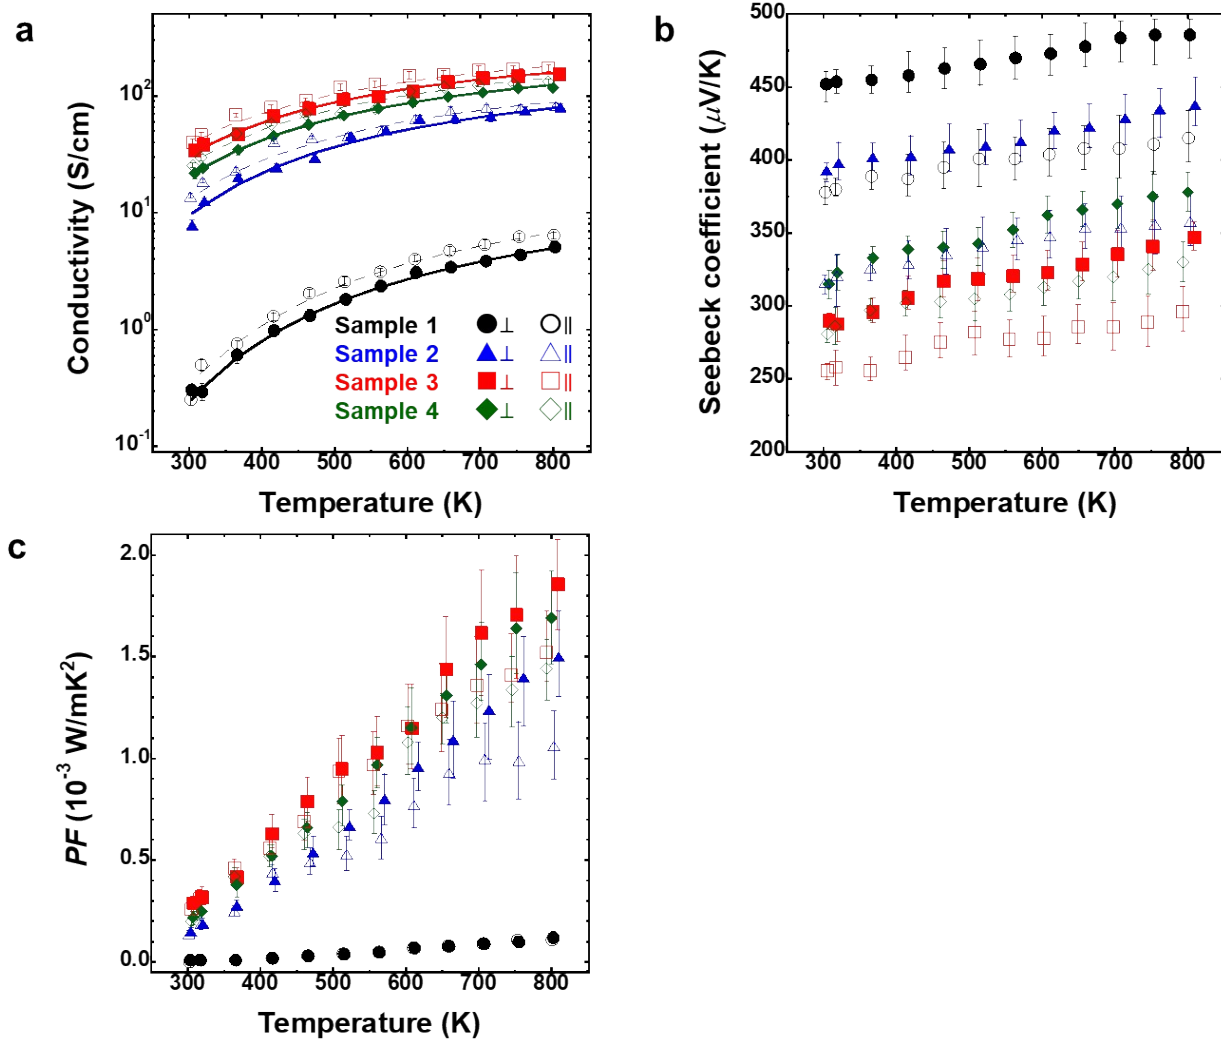 a
Conductivity (S/cm)
10²
10¹
10⁰
10⁻¹
Sample 1 ⊥ ∥
Sample 2 ⊥ ∥
Sample 3 ⊥ ∥
Sample 4 ⊥ ∥
300 400 500 600 700 800
Temperature (K)
b
Seebeck coefficient (μV/K)
500
450
400
350
300
250
200
300 400 500 600 700 800
Temperature (K)
c
PF (10⁻³ W/mK²)
2.0
1.5
1.0
0.5
0.0
300 400 500 600 700 800
Temperature (K)